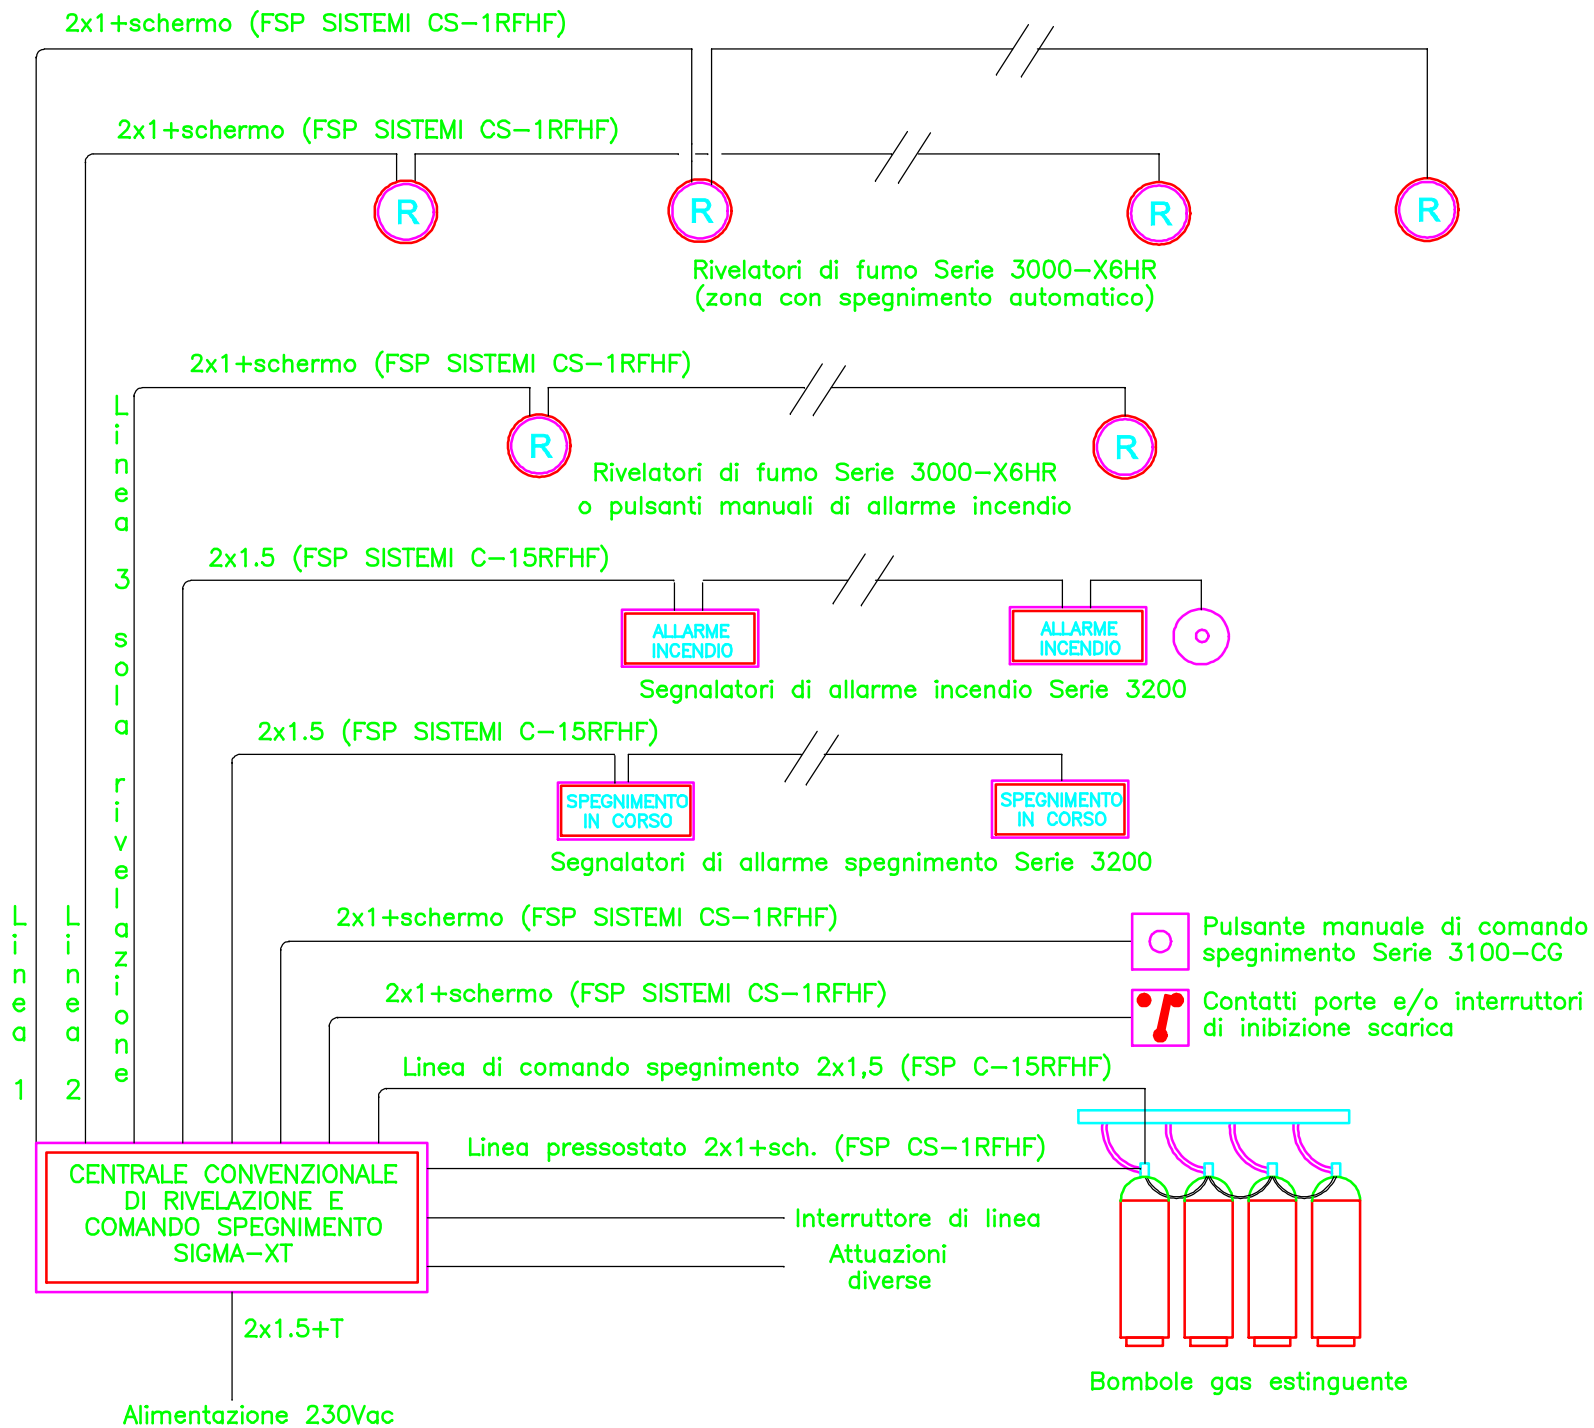 2x1+schermo (FSP SISTEMI CS-1RFHF)
2x1+schermo (FSP SISTEMI CS-1RFHF)
R
R
R
R
Rivelatori di fumo Serie 3000-X6HR
(zona con spegnimento automatico)
2x1+schermo (FSP SISTEMI CS-1RFHF)
R
R
Rivelatori di fumo Serie 3000-X6HR
o pulsanti manuali di allarme incendio
2x1.5 (FSP SISTEMI C-15RFHF)
ALLARME
INCENDIO
ALLARME
INCENDIO
Segnalatori di allarme incendio Serie 3200
2x1.5 (FSP SISTEMI C-15RFHF)
SPEGNIMENTO
IN CORSO
SPEGNIMENTO
IN CORSO
Segnalatori di allarme spegnimento Serie 3200
Linea 1
Linea 2
Linea 3 sola rivelazione
2x1+schermo (FSP SISTEMI CS-1RFHF)
Pulsante manuale di comando
spegnimento Serie 3100-CG
2x1+schermo (FSP SISTEMI CS-1RFHF)
Contatti porte e/o interruttori
di inibizione scarica
Linea di comando spegnimento 2x1,5 (FSP C-15RFHF)
Linea pressostato 2x1+sch. (FSP CS-1RFHF)
CENTRALE CONVENZIONALE
DI RIVELAZIONE E
COMANDO SPEGNIMENTO
SIGMA-XT
Interruttore di linea
Attuazioni
diverse
2x1.5+T
Bombole gas estinguente
Alimentazione 230Vac